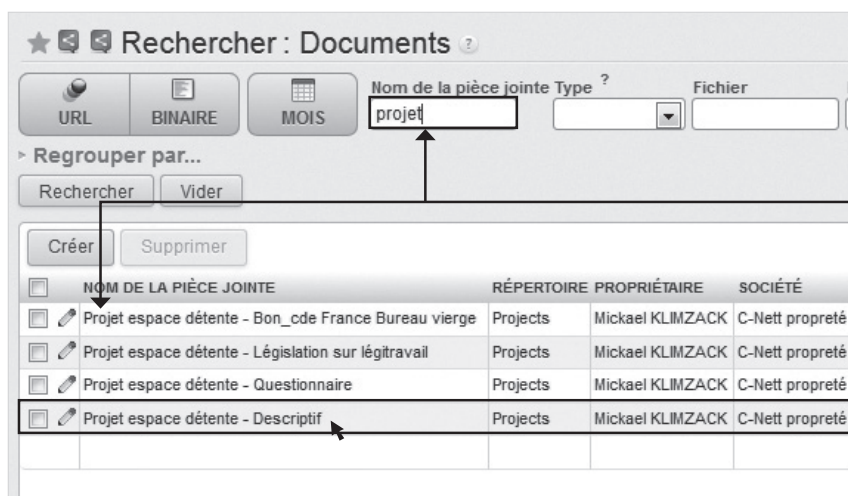 Rechercher : Documents ?
Nom de la pièce jointe Type ? Fichier
URL BINAIRE MOIS projet
Regrouper par...
Rechercher Vider
Créer Supprimer
NOM DE LA PIÈCE JOINTE RÉPERTOIRE PROPRIÉTAIRE SOCIÉTÉ
Projet espace détente - Bon_cde France Bureau vierge Projects Mickael KLIMZACK C-Nett propreté
Projet espace détente - Législation sur légitravail Projects Mickael KLIMZACK C-Nett propreté
Projet espace détente - Questionnaire Projects Mickael KLIMZACK C-Nett propreté
Projet espace détente - Descriptif Projects Mickael KLIMZACK C-Nett propreté